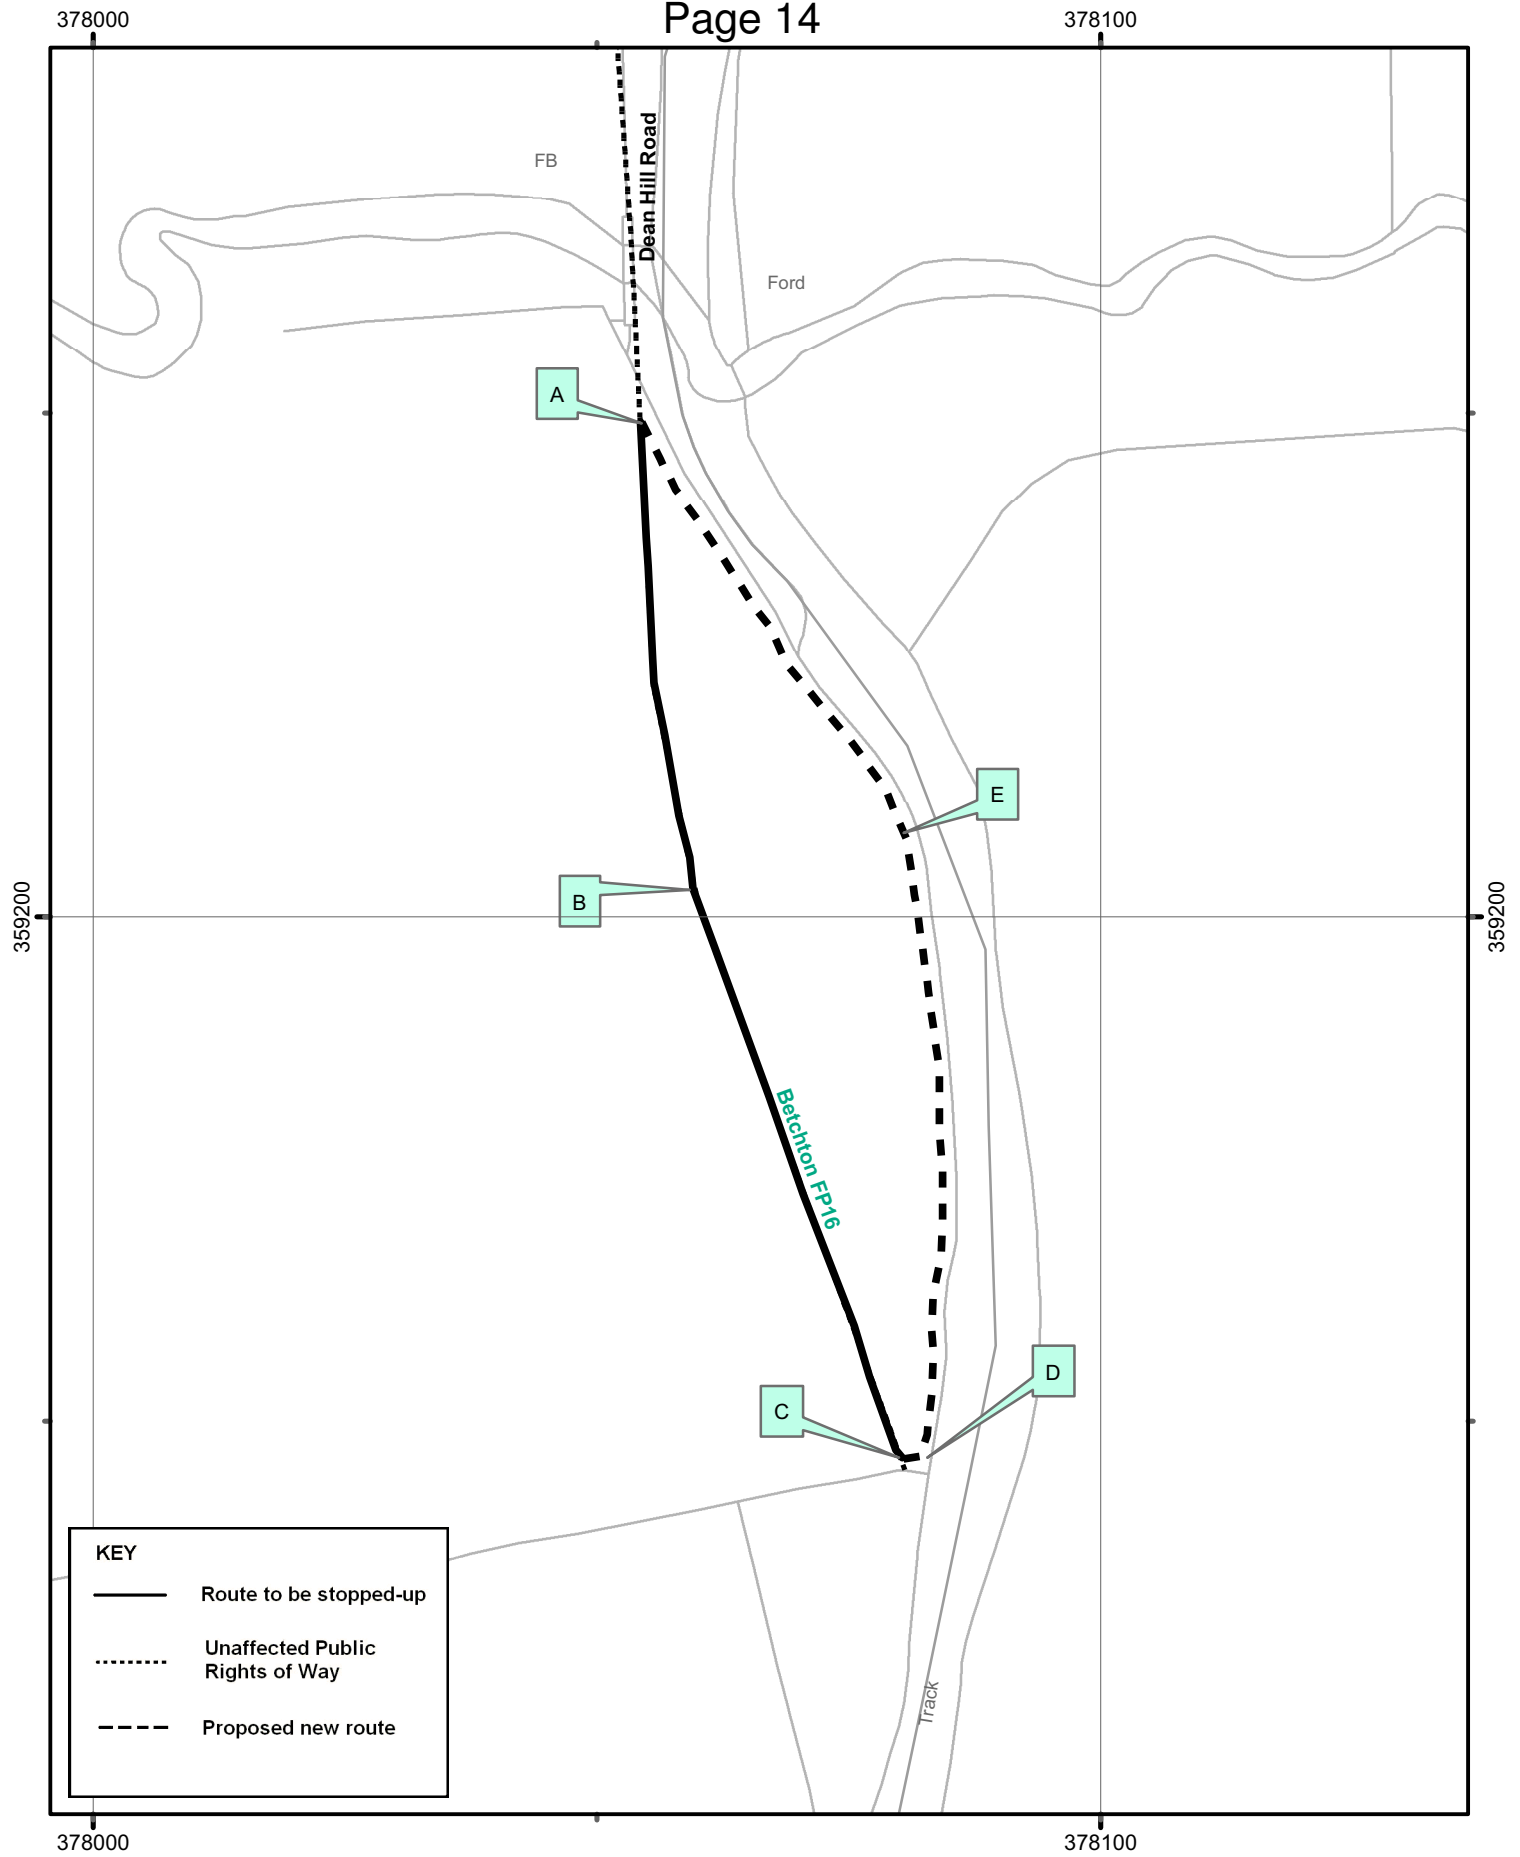 Page 14
378000
378100
FB
Dean Hill Road
Ford
A
E
B
359200
359200
Betchton FP16
D
C
KEY
Route to be stopped-up
Unaffected Public
Rights of Way
Proposed new route
Track
378000
378100